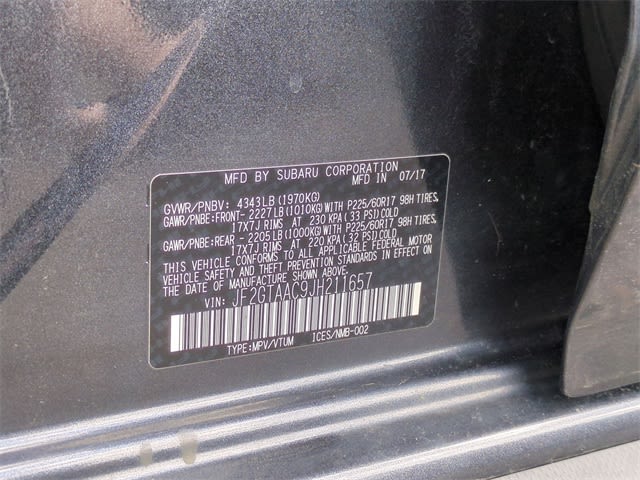 MFD BY SUBARU CORPORATION
MFD IN 07/17
GVWR/PNBV: 4343LB(1970KG)
GAWR/PNBE:FRONT- 2227LB(1010KG)WITH P225/60R17 98H TIRES,
17X7J RIMS AT 230 KPA(33 PSI)COLD
GAWR/PNBE:REAR - 2205LB(1000KG)WITH P225/60R17 98H TIRES,
17X7J RIMS AT 220 KPA(32 PSI)COLD
THIS VEHICLE CONFORMS TO ALL APPLICABLE FEDERAL MOTOR
VEHICLE SAFETY AND THEFT PREVENTION STANDARDS IN EFFECT ON
THE DATE OF MANUFACTURE SHOWN ABOVE.
VIN: JF2GTAAC9JH211657
TYPE:MPV/VTUM ICES/NMB-002